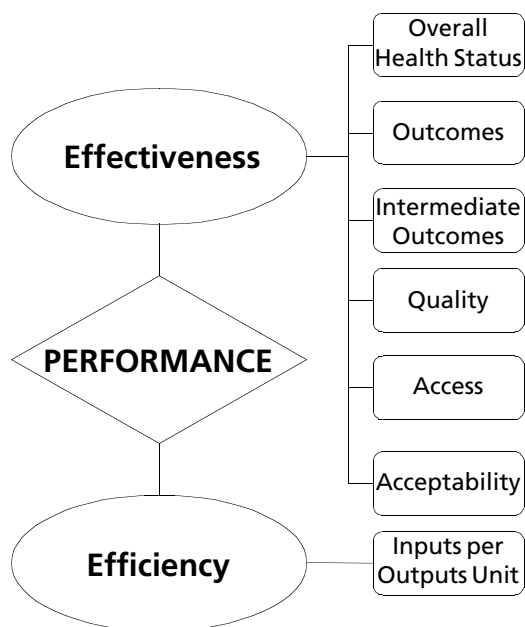 Overall
Health Status
Effectiveness
Outcomes
Intermediate
Outcomes
Quality
PERFORMANCE
Access
Acceptability
Efficiency
Inputs per
Outputs Unit